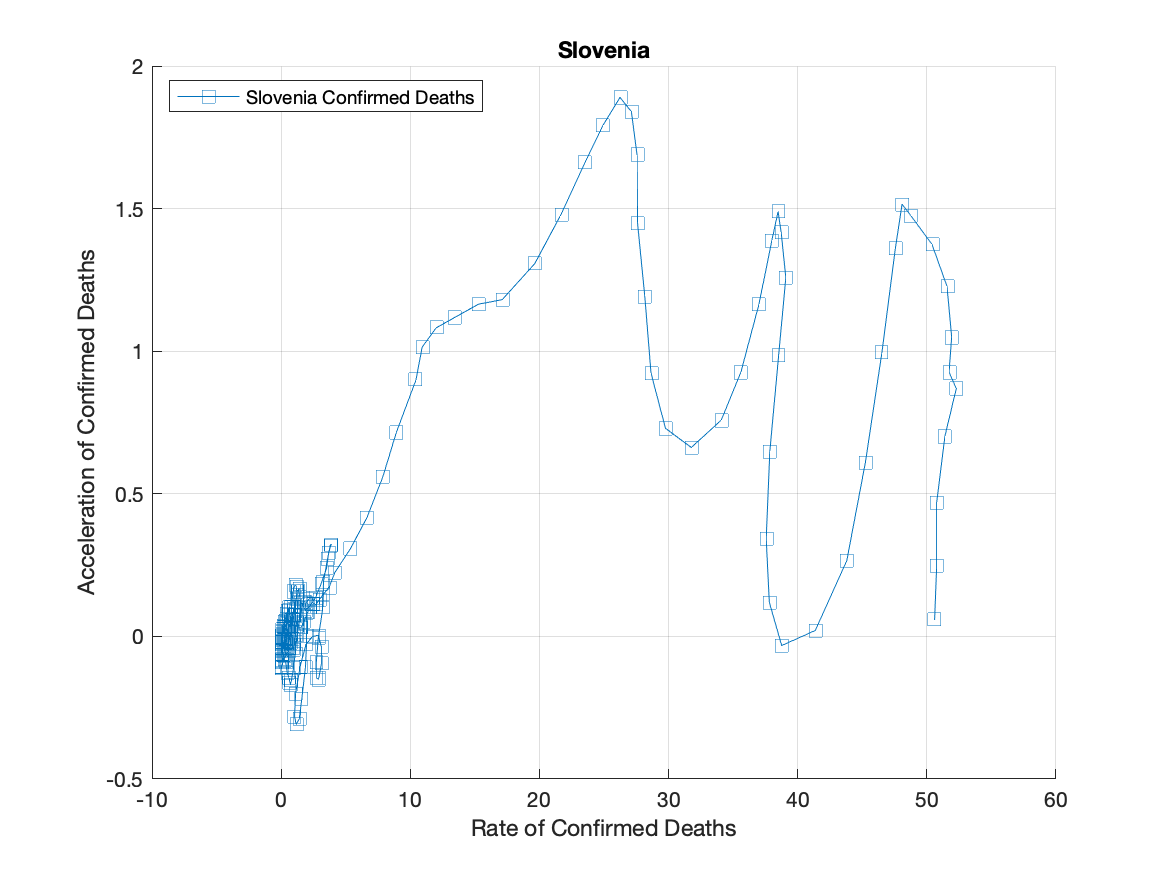 Slovenia
Slovenia Confirmed Deaths
2
1.5
1
0.5
0
-0.5
Acceleration of Confirmed Deaths
-10 0 10 20 30 40 50 60
Rate of Confirmed Deaths